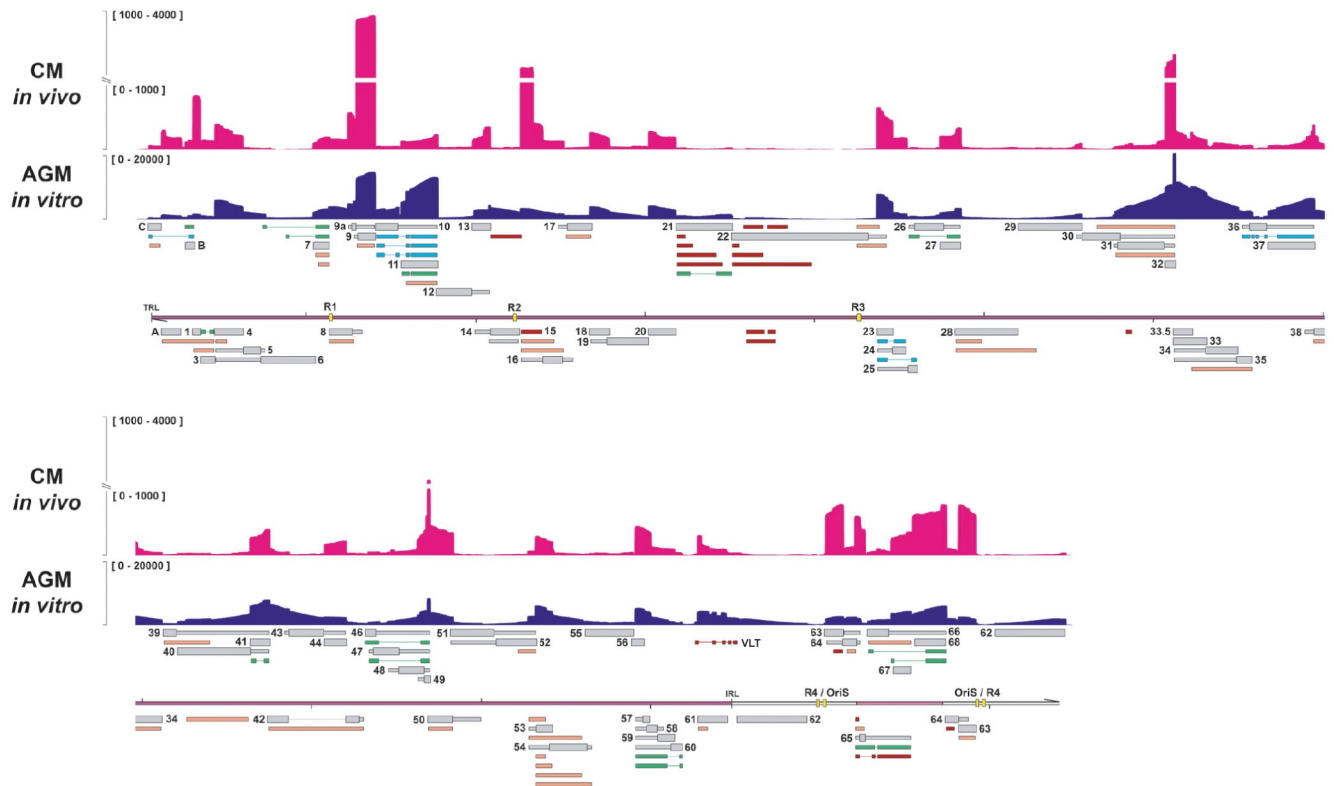 [ 1000 - 4000 ]
CM
in vivo
[ 0 - 1000 ]
AGM
in vitro
[ 0 - 20000 ]
C 9a 10 13 17 21 26 29 36
B 7 9 22 27 30 37
11 31
32
12
TRL R1 R2 R3
A 1 4 8 14 15 18 20 23 28 33.5 38
5 19 24 33
3 6 16 25 34 35
[ 1000 - 4000 ]
CM
in vivo
[ 0 - 1000 ]
AGM
in vitro
[ 0 - 20000 ]
39 43 46 51 55 63 66 62
41 44 52 56 VLT 64 68
40 47
48 67
49
IRL R4 / OriS OriS / R4
34 42 50 57 61 62 64
53 58 63
59 65
54 60